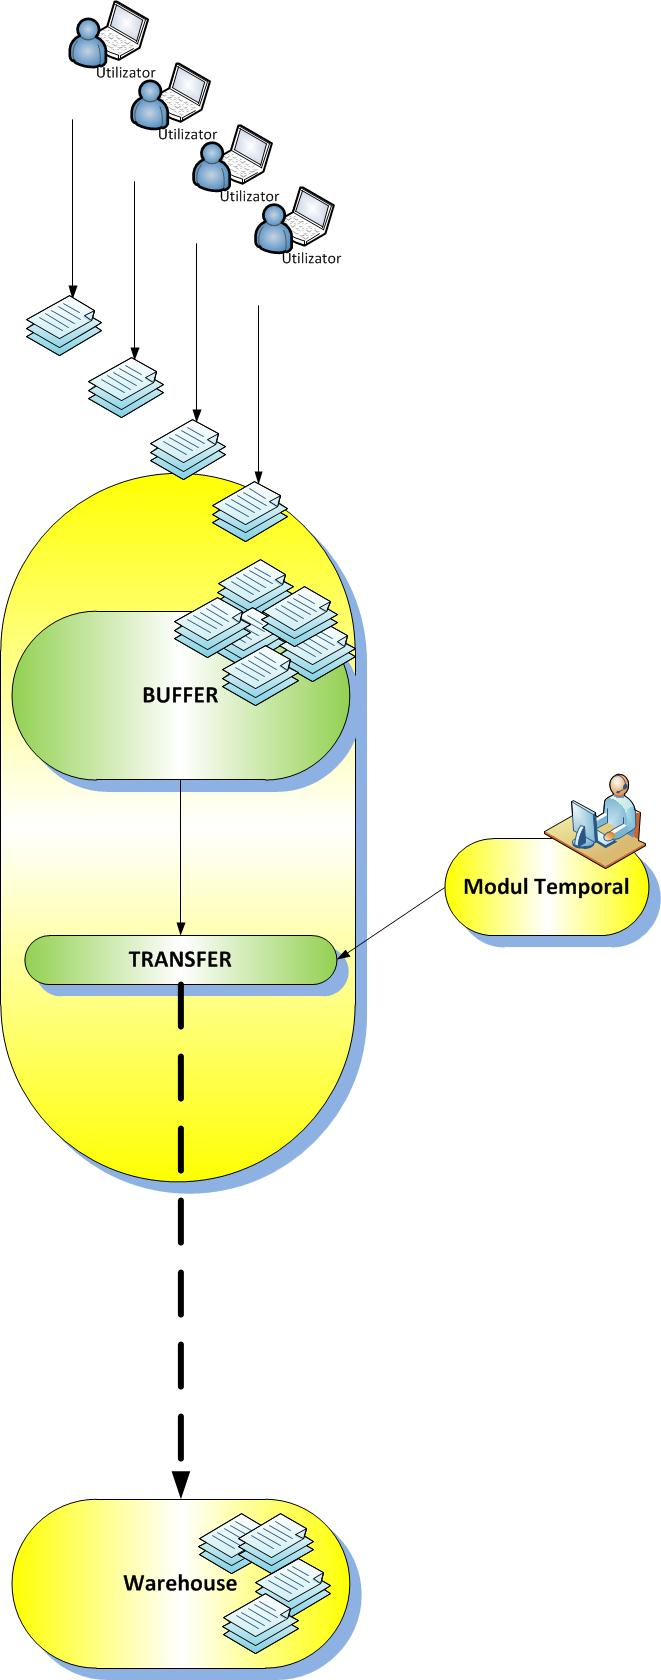 Utilizator
Utilizator
Utilizator
Utilizator
BUFFER
Modul Temporal
TRANSFER
Warehouse